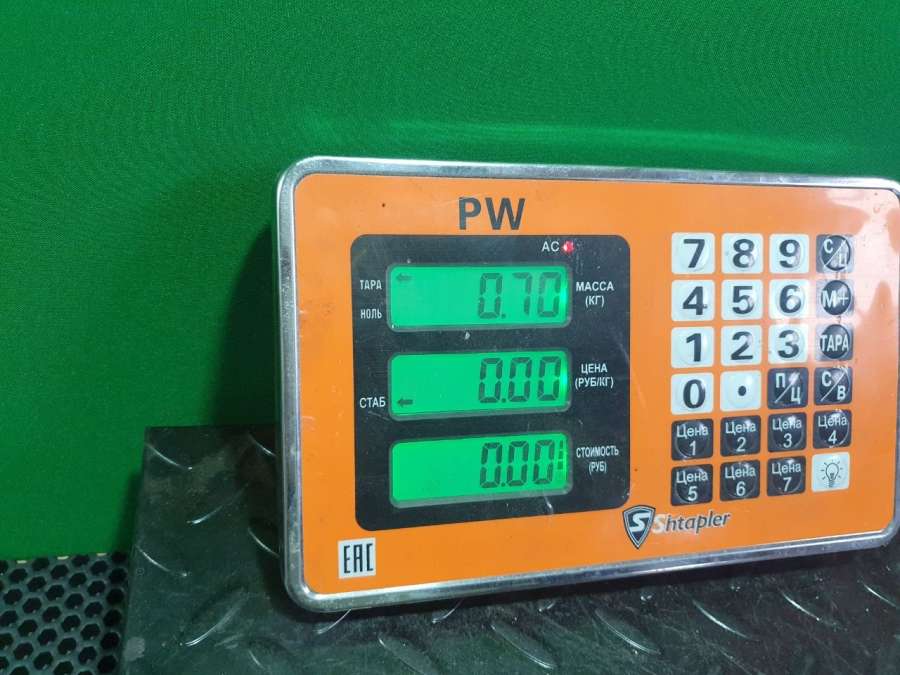 PW
AC
ТАРА
НОЛЬ
0.70
МАССА
(КГ)
СТАБ
0.00
ЦЕНА
(РУБ/КГ)
0.00
СТОИМОСТЬ
(РУБ)
7 8 9 С/Ц
4 5 6 М+
1 2 3 ТАРА
0 . П/Ц С/В
Цена 1 Цена 2 Цена 3 Цена 4
Цена 5 Цена 6 Цена 7
S Shtapler
EAC